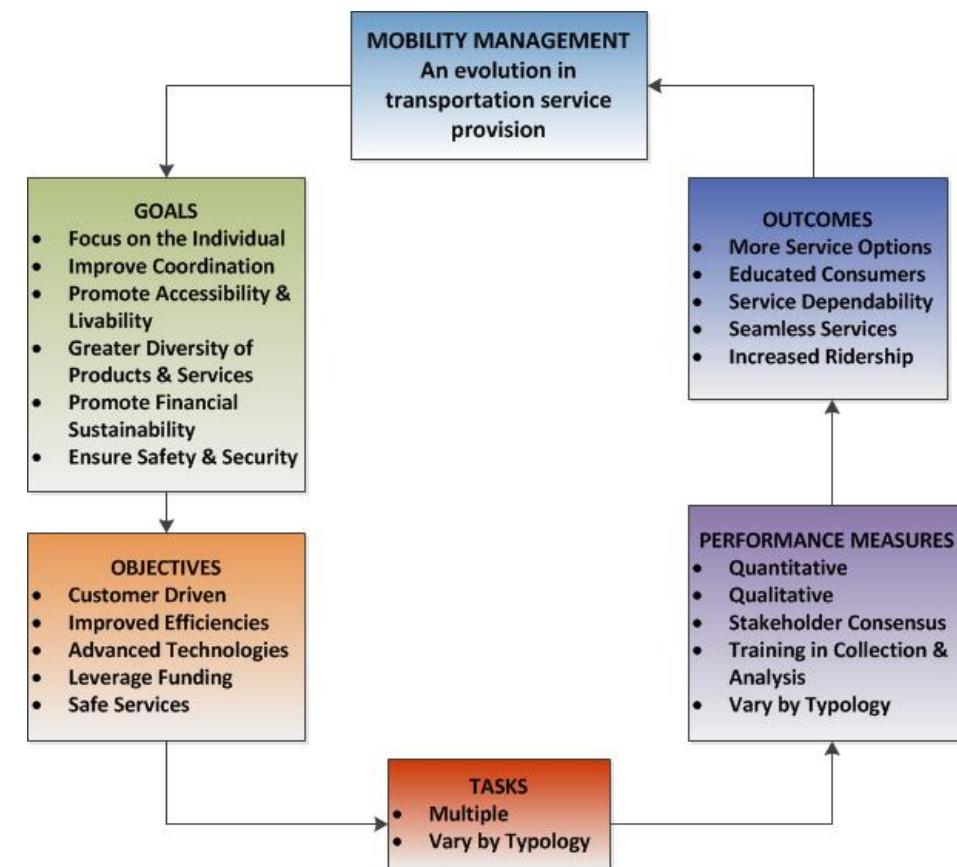 MOBILITY MANAGEMENT
An evolution in
transportation service
provision
GOALS
• Focus on the Individual
• Improve Coordination
• Promote Accessibility &
Livability
• Greater Diversity of
Products & Services
• Promote Financial
Sustainability
• Ensure Safety & Security
OBJECTIVES
• Customer Driven
• Improved Efficiencies
• Advanced Technologies
• Leverage Funding
• Safe Services
TASKS
• Multiple
• Vary by Typology
PERFORMANCE MEASURES
• Quantitative
• Qualitative
• Stakeholder Consensus
• Training in Collection &
Analysis
• Vary by Typology
OUTCOMES
• More Service Options
• Educated Consumers
• Service Dependability
• Seamless Services
• Increased Ridership